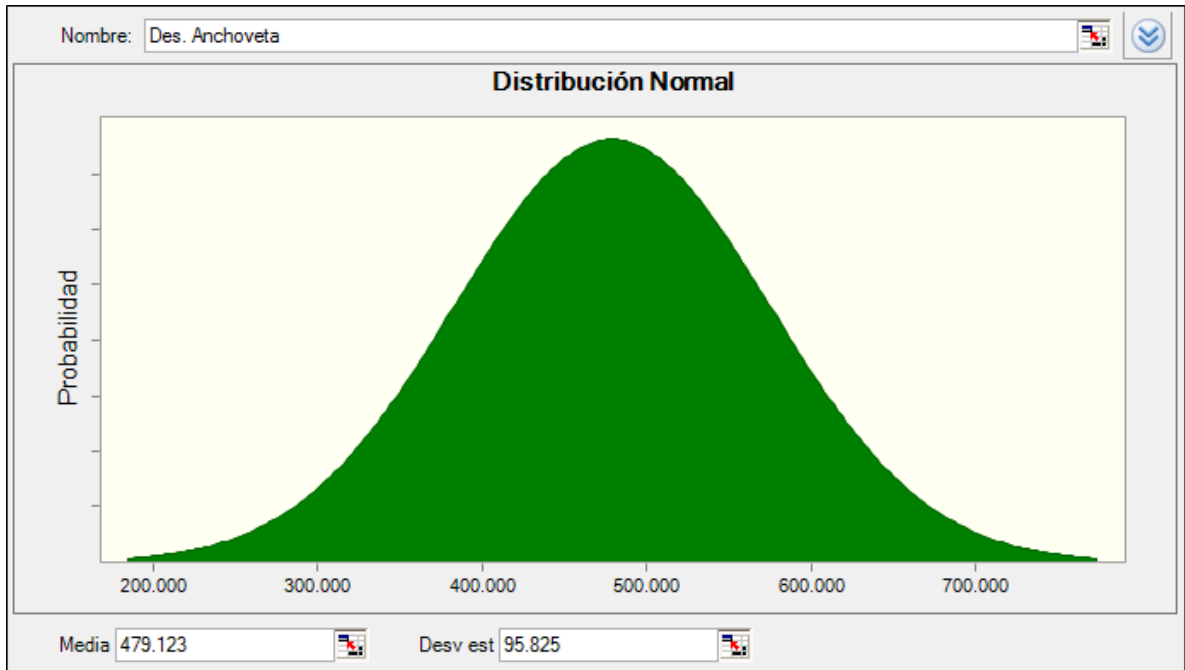 Nombre: Des. Anchoveta
Distribución Normal
Probabilidad
200.000 300.000 400.000 500.000 600.000 700.000
Media 479.123 Desv est 95.825